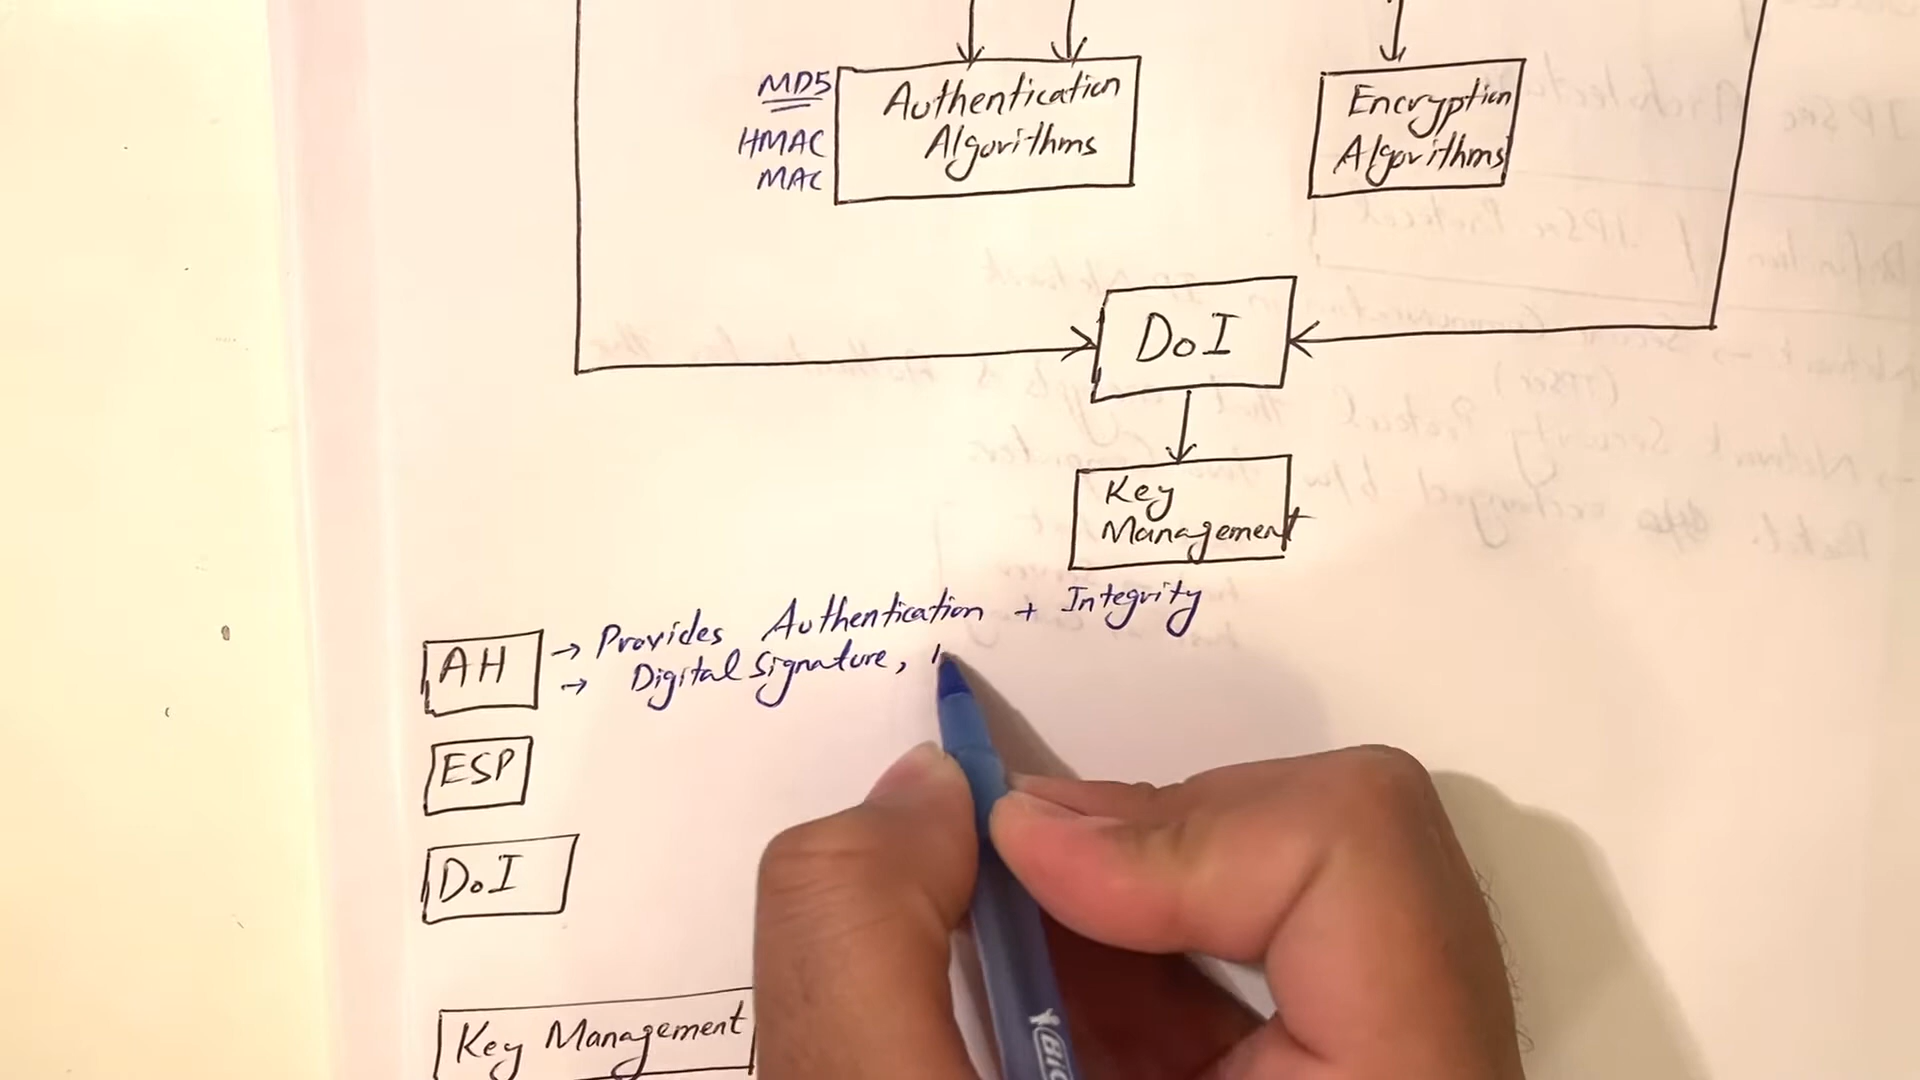 MD5
HMAC
MAC
Authentication
Algorithms
Encryption
Algorithms
DoI
Key
Management
AH
→ Provides Authentication + Integrity
→ Digital Signature,
ESP
DoI
Key Management
BIC